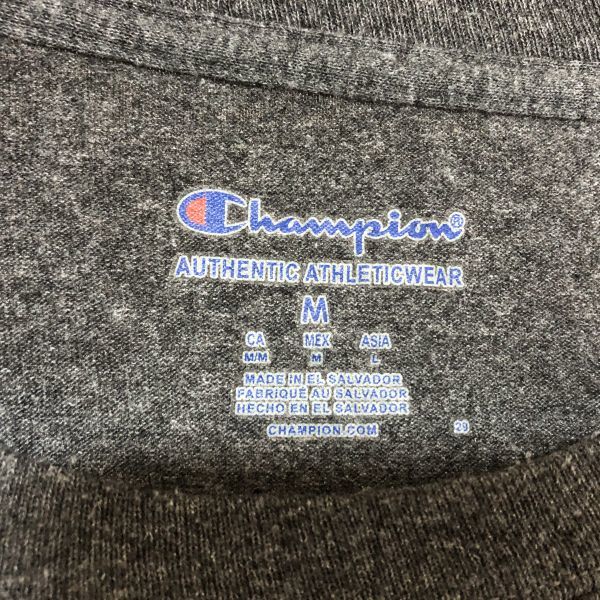 Champion®
AUTHENTIC ATHLETICWEAR
M
CA MEX ASIA
M/M M L
MADE IN EL SALVADOR
FABRIQUÉ AU SALVADOR
HECHO EN EL SALVADOR
CHAMPION.COM 29